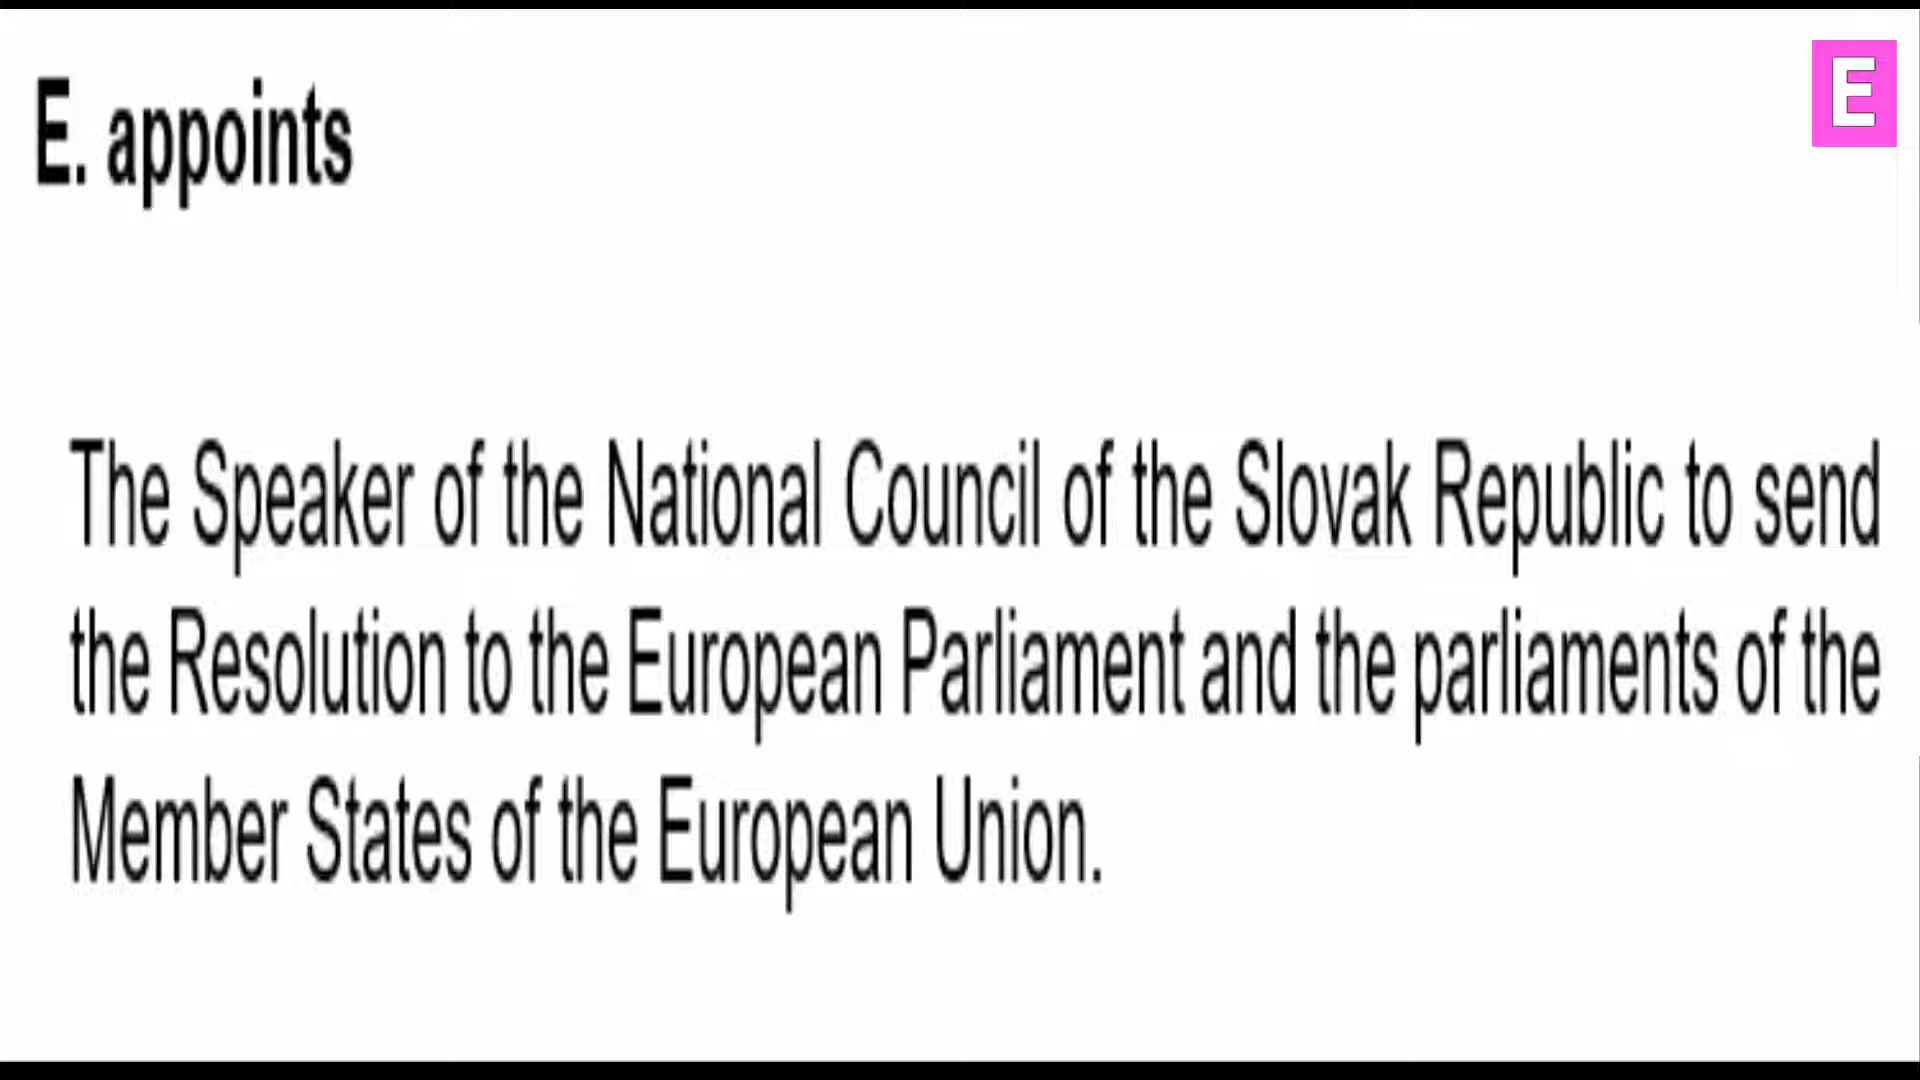 E
E. appoints
The Speaker of the National Council of the Slovak Republic to send
the Resolution to the European Parliament and the parliaments of the
Member States of the European Union.